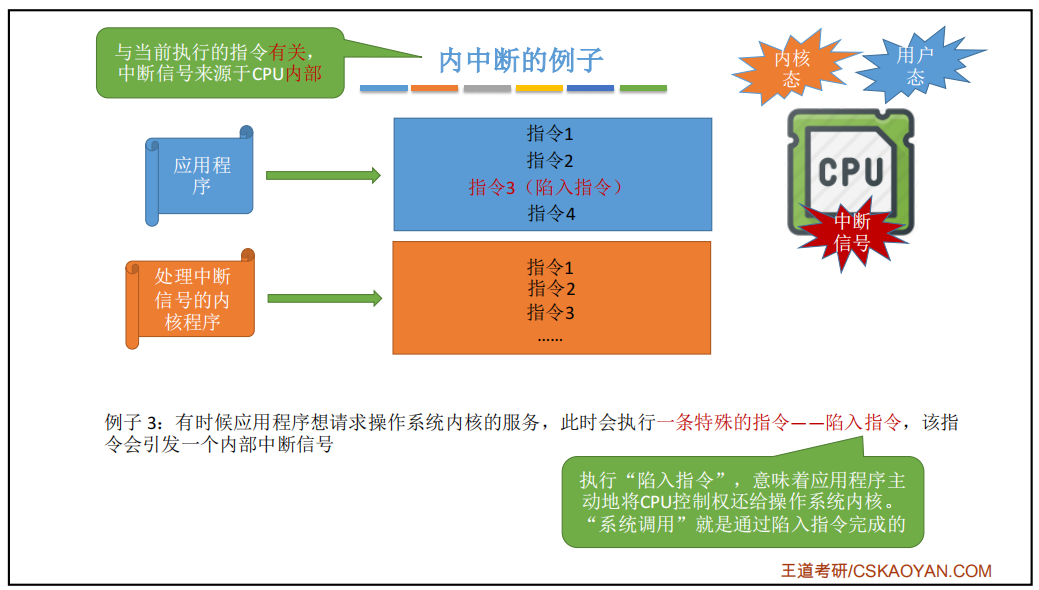 与当前执行的指令有关，
中断信号来源于CPU内部
内中断的例子
内核
态
用户
态
应用程
序
指令1
指令2
指令3（陷入指令）
指令4
CPU
中断
信号
处理中断
信号的内
核程序
指令1
指令2
指令3
……
例子 3：有时候应用程序想请求操作系统内核的服务，此时会执行一条特殊的指令——陷入指令，该指
令会引发一个内部中断信号
执行“陷入指令”，意味着应用程序主
动地将CPU控制权还给操作系统内核。
“系统调用”就是通过陷入指令完成的
王道考研/CSKAOYAN.COM